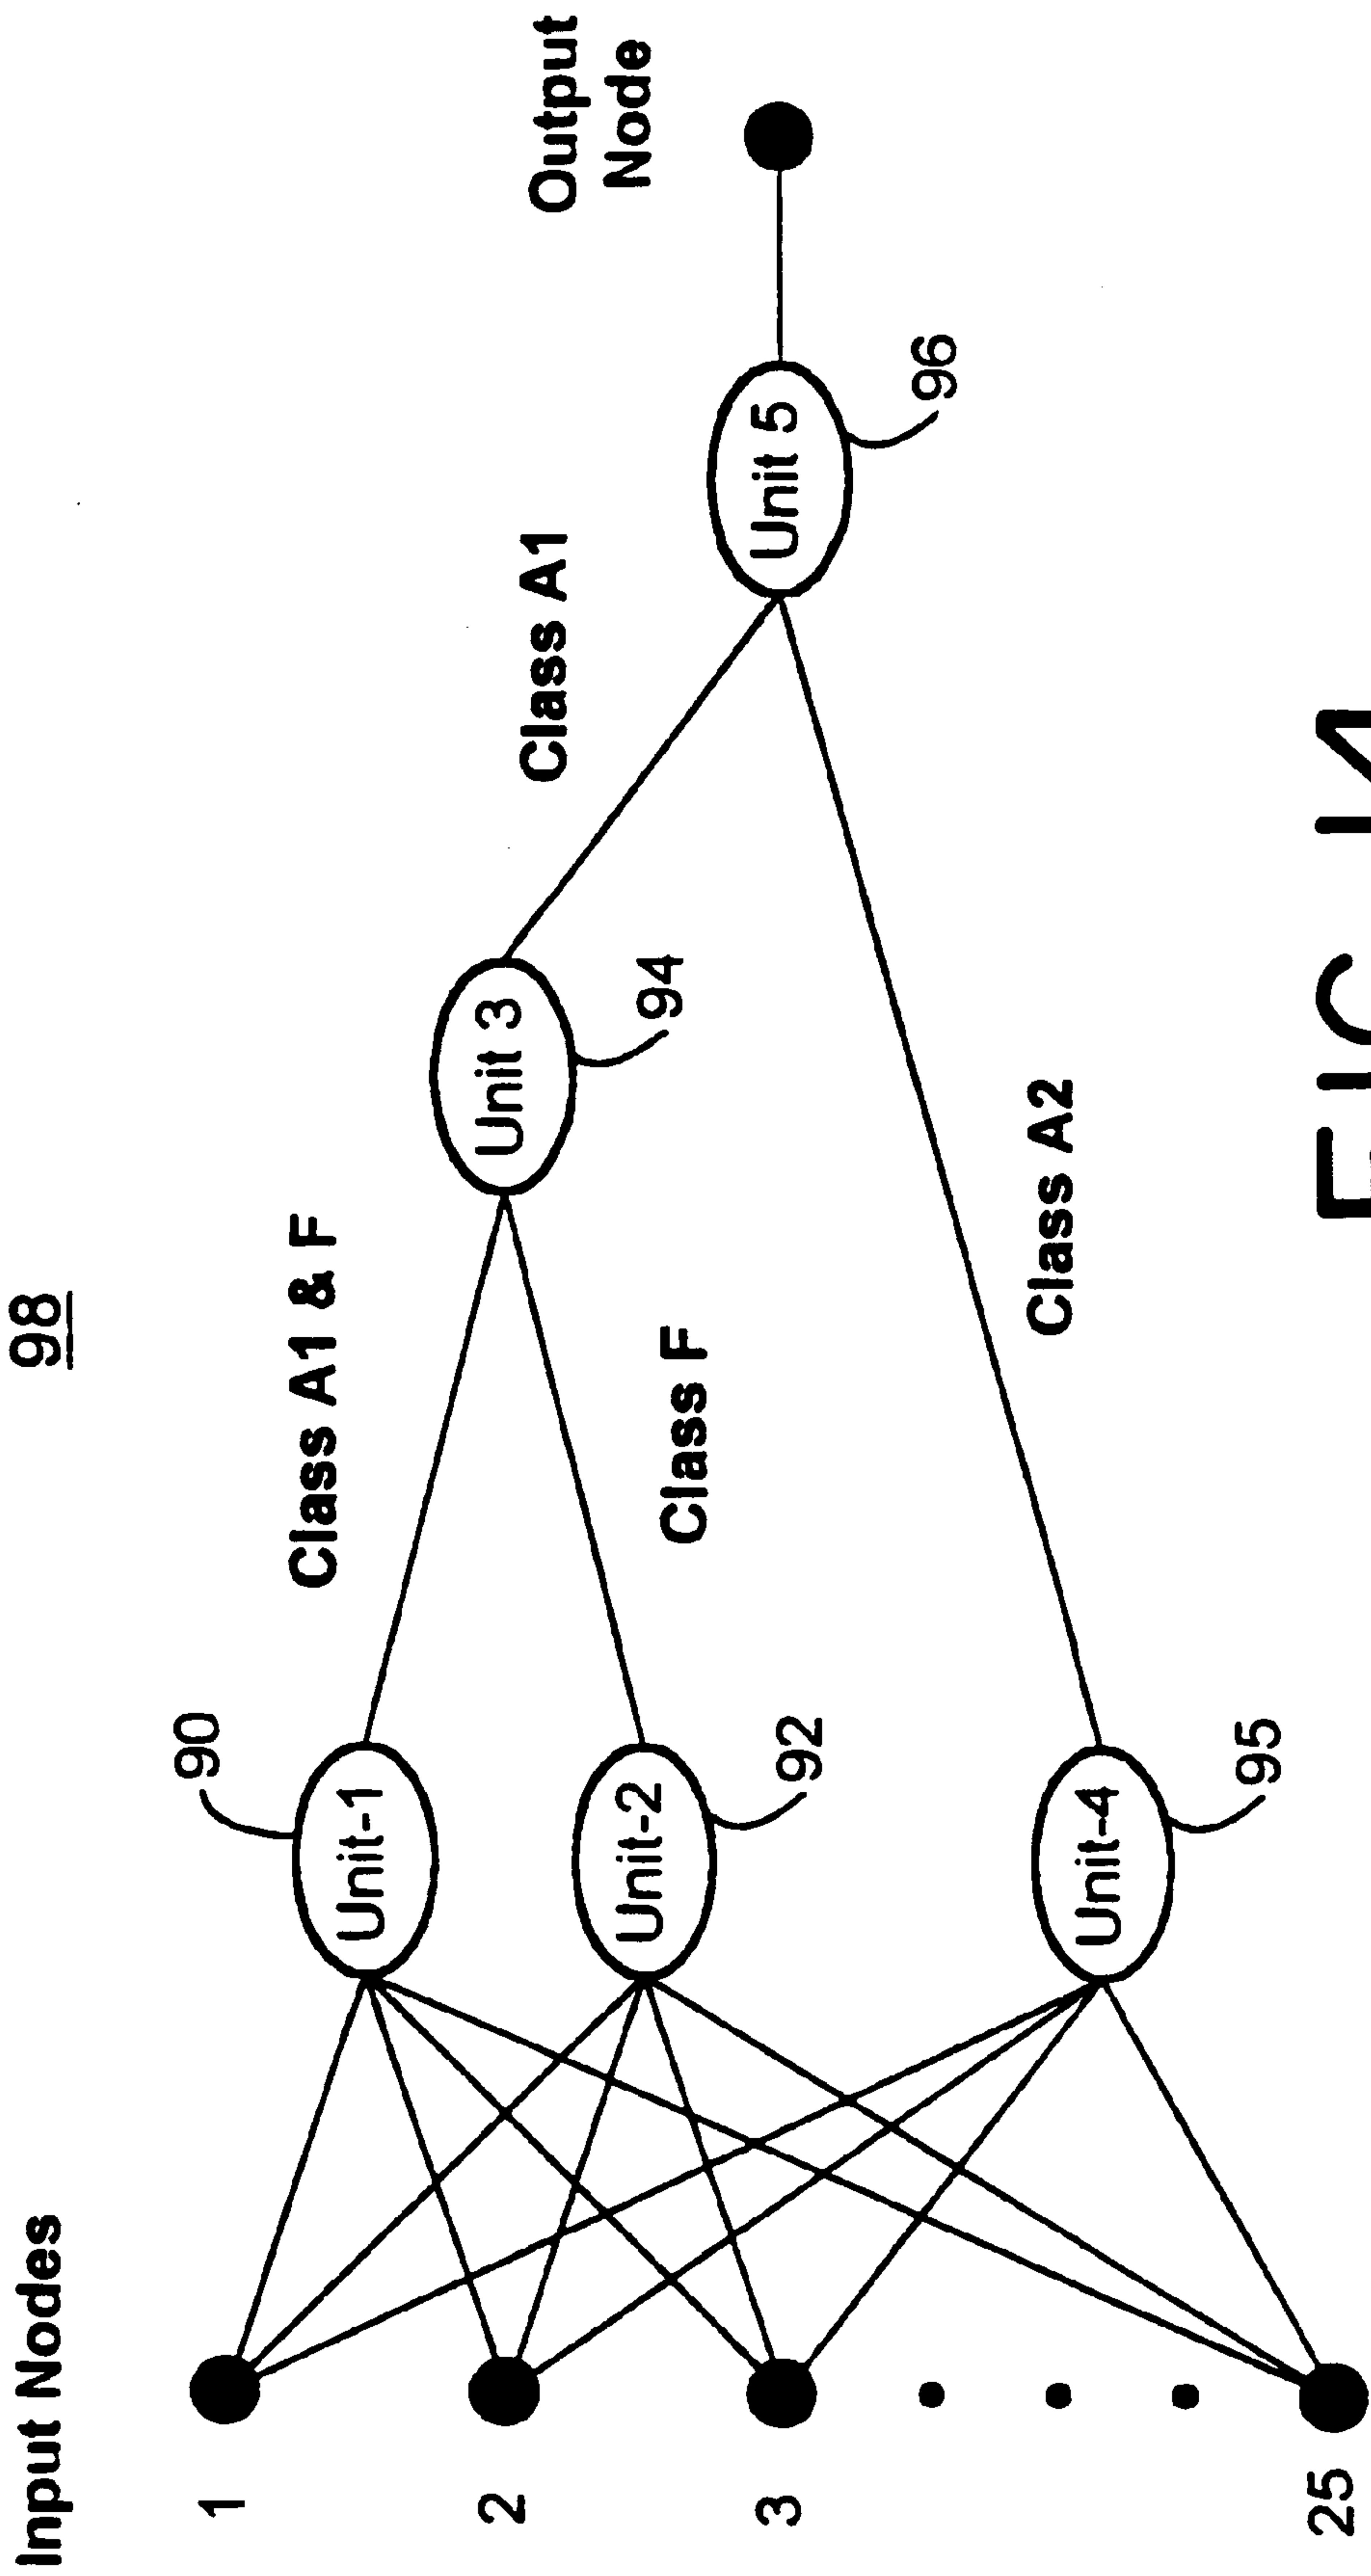 98
Input Nodes
Output
Node
1
2
3
25
90
Unit-1
92
Unit-2
95
Unit-4
Class A1 & F
Class F
Class A2
Unit 3
94
Class A1
Unit 5
96